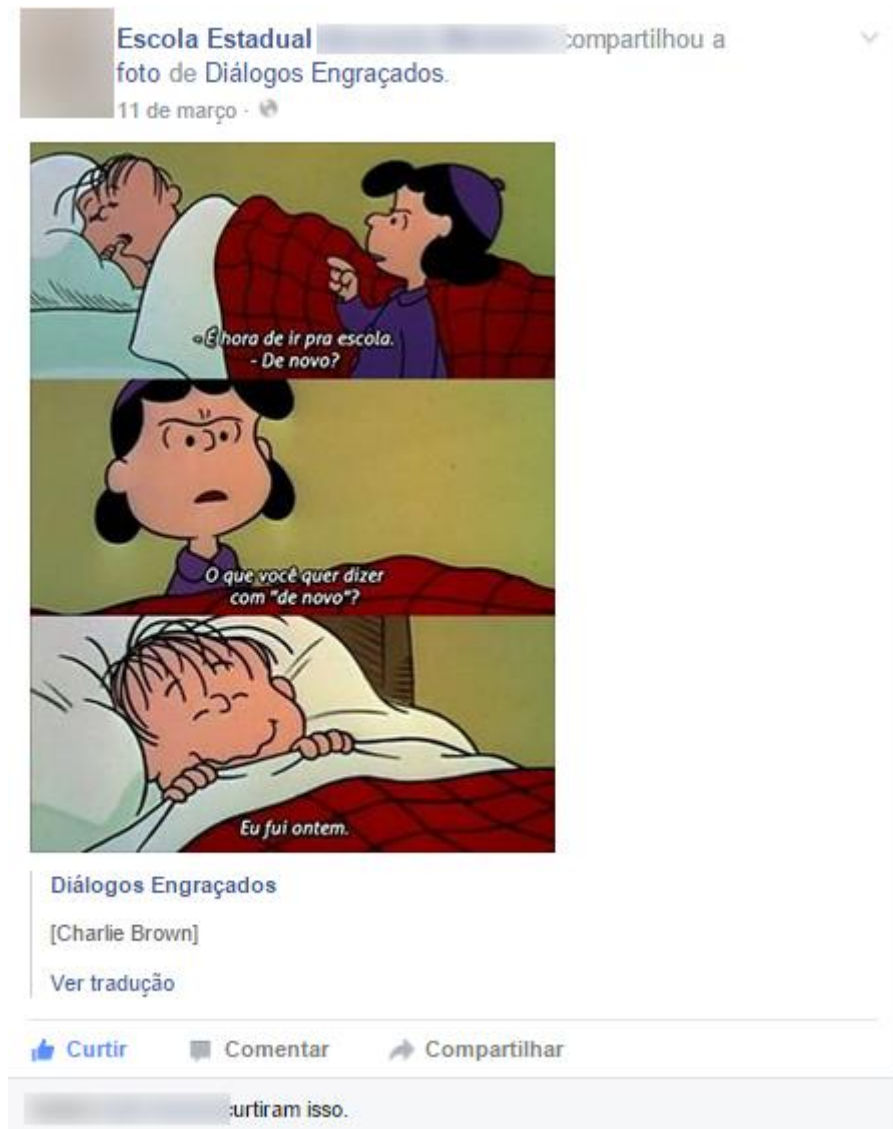 Escola Estadual compartilhou a
foto de Diálogos Engraçados.
11 de março ·
- É hora de ir pra escola.
- De novo?
O que você quer dizer
com "de novo"?
Eu fui ontem.
Diálogos Engraçados
[Charlie Brown]
Ver tradução
Curtir Comentar Compartilhar
curtiram isso.